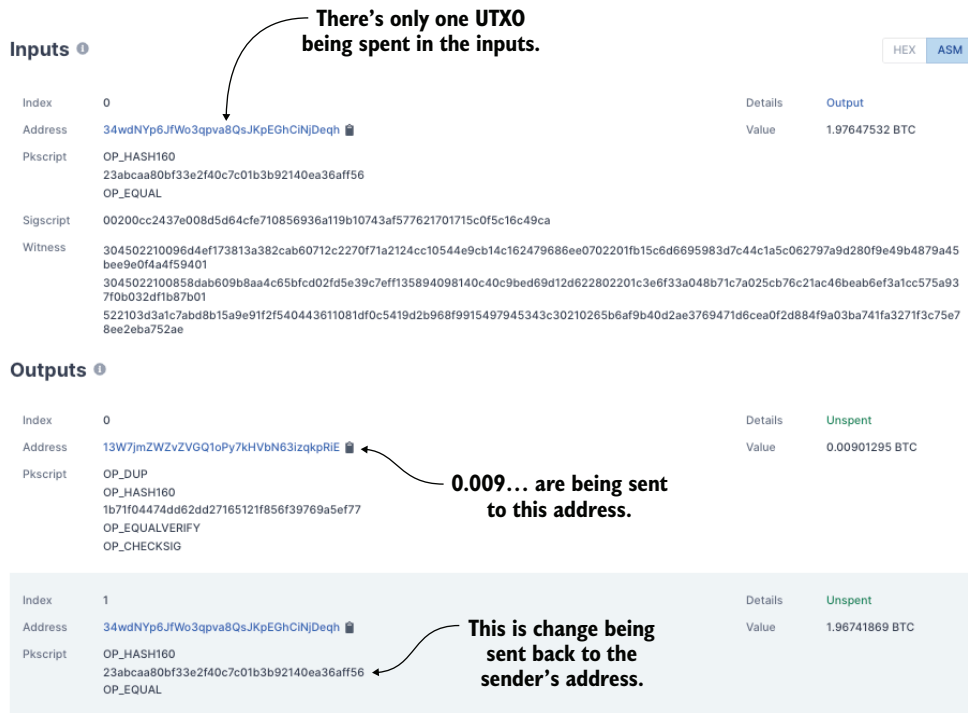 There's only one UTXO
being spent in the inputs.
Inputs
HEX ASM
Index 0 Details Output
Address 34wdNYp6JfWo3qpva8QsJKpEGhCiNjDeqh Value 1.97647532 BTC
Pkscript OP_HASH160
23abcaa80bf33e2f40c7c01b3b92140ea36aff56
OP_EQUAL
Sigscript 00200cc2437e008d5d64cfe710856936a119b10743af577621701715c0f5c16c49ca
Witness 304502210096d4ef173813a382cab60712c2270f71a2124cc10544e9cb14c162479686ee0702201fb15c6d6695983d7c44c1a5c062797a9d280f9e49b4879a45
bee9e0f4a4f59401
3045022100858dab609b8aa4c65bfcd02fd5e39c7eff135894098140c40c9bed69d12d622802201c3e6f33a048b71c7a025cb76c21ac46beab6ef3a1cc575a93
7f0b032df1b87b01
522103d3a1c7abd8b15a9e91f2f540443611081df0c5419d2b968f9915497945343c30210265b6af9b40d2ae3769471d6cea0f2d884f9a03ba741fa3271f3c75e7
8ee2eba752ae
Outputs
Index 0 Details Unspent
Address 13W7jmZWZvZVGQ1oPy7kHVbN63izqkpRiE Value 0.00901295 BTC
Pkscript OP_DUP
OP_HASH160
1b71f04474dd62dd27165121f856f39769a5ef77
OP_EQUALVERIFY
OP_CHECKSIG
0.009… are being sent
to this address.
Index 1 Details Unspent
Address 34wdNYp6JfWo3qpva8QsJKpEGhCiNjDeqh Value 1.96741869 BTC
Pkscript OP_HASH160
23abcaa80bf33e2f40c7c01b3b92140ea36aff56
OP_EQUAL
This is change being
sent back to the
sender's address.